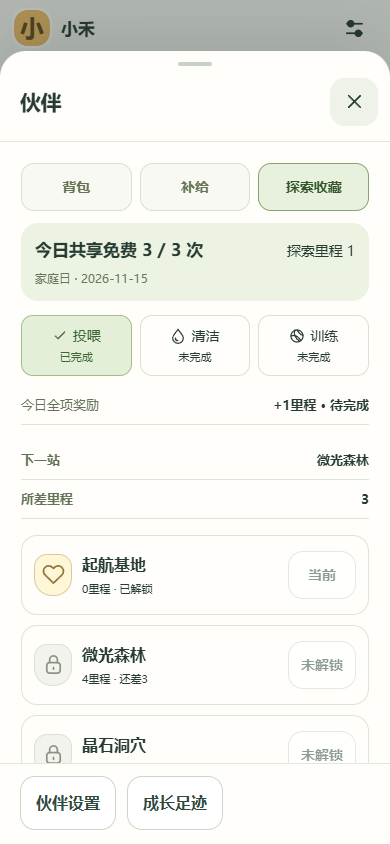 小 小禾
伙伴
背包 补给 探索收藏
今日共享免费 3 / 3 次 探索里程 1
家庭日 · 2026-11-15
投喂 清洁 训练
已完成 未完成 未完成
今日全项奖励 +1里程 • 待完成
下一站 微光森林
所差里程 3
起航基地
0里程 · 已解锁
当前
微光森林
4里程 · 还差3
未解锁
晶石洞穴
未解锁
伙伴设置 成长足迹